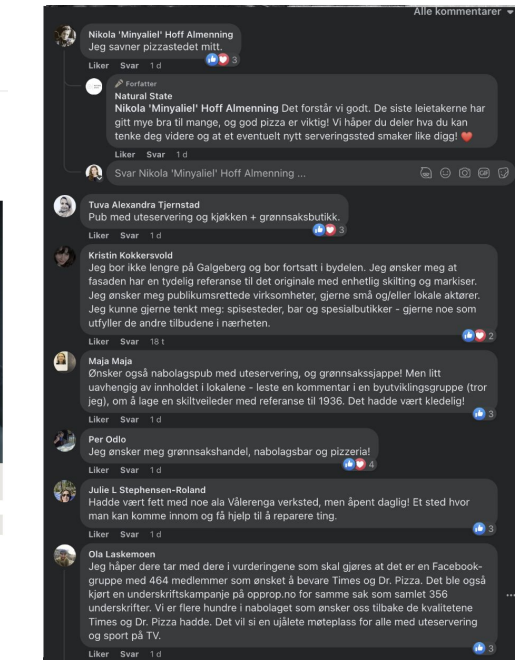 Alle kommentarer
Nikola 'Minyaliel' Hoff Almenning
Jeg savner pizzastedet mitt.
3
Liker Svar 1 d
Forfatter
Natural State
Nikola 'Minyaliel' Hoff Almenning Det forstår vi godt. De siste leietakerne har
gitt mye bra til mange, og god pizza er viktig! Vi håper du deler hva du kan
tenke deg videre og at et eventuelt nytt serveringssted smaker like digg! ❤️
Liker Svar 1 d
Svar Nikola 'Minyaliel' Hoff Almenning ...
GIF
Tuva Alexandra Tjernstad
Pub med uteservering og kjøkken + grønnsaksbutikk.
3
Liker Svar 1 d
Kristin Kokkersvold
Jeg bor ikke lengre på Galgeberg og bor fortsatt i bydelen. Jeg ønsker meg at
fasaden har en tydelig referanse til det originale med enhetlig skilting og markiser.
Jeg ønsker meg publikumsrettede virksomheter, gjerne små og/eller lokale aktører.
Jeg kunne gjerne tenkt meg: spisesteder, bar og spesialbutikker - gjerne noe som
utfyller de andre tilbudene i nærheten.
2
Liker Svar 18 t
Maja Maja
Ønsker også nabolagspub med uteservering, og grønnsakssjappe! Men litt
uavhengig av innholdet i lokalene - leste en kommentar i en byutviklingsgruppe (tror
jeg), om å lage en skiltveileder med referanse til 1936. Det hadde vært kledelig!
3
Liker Svar 1 d
Per Odlo
Jeg ønsker meg grønnsakshandel, nabolagsbar og pizzeria!
4
Liker Svar 1 d
Julie L Stephensen-Roland
Hadde vært fett med noe ala Vålerenga verksted, men åpent daglig! Et sted hvor
man kan komme innom og få hjelp til å reparere ting.
3
Liker Svar 1 d
Ola Laskemoen
Jeg håper dere tar med dere i vurderingene som skal gjøres at det er en Facebook-
gruppe med 464 medlemmer som ønsket å bevare Times og Dr. Pizza. Det ble også
kjørt en underskriftskampanje på opprop.no for samme sak som samlet 356
underskrifter. Vi er flere hundre i nabolaget som ønsker oss tilbake de kvalitetene
Times og Dr. Pizza hadde. Det vil si en ujålete møteplass for alle med uteservering
og sport på TV.
3
Liker Svar 1 d